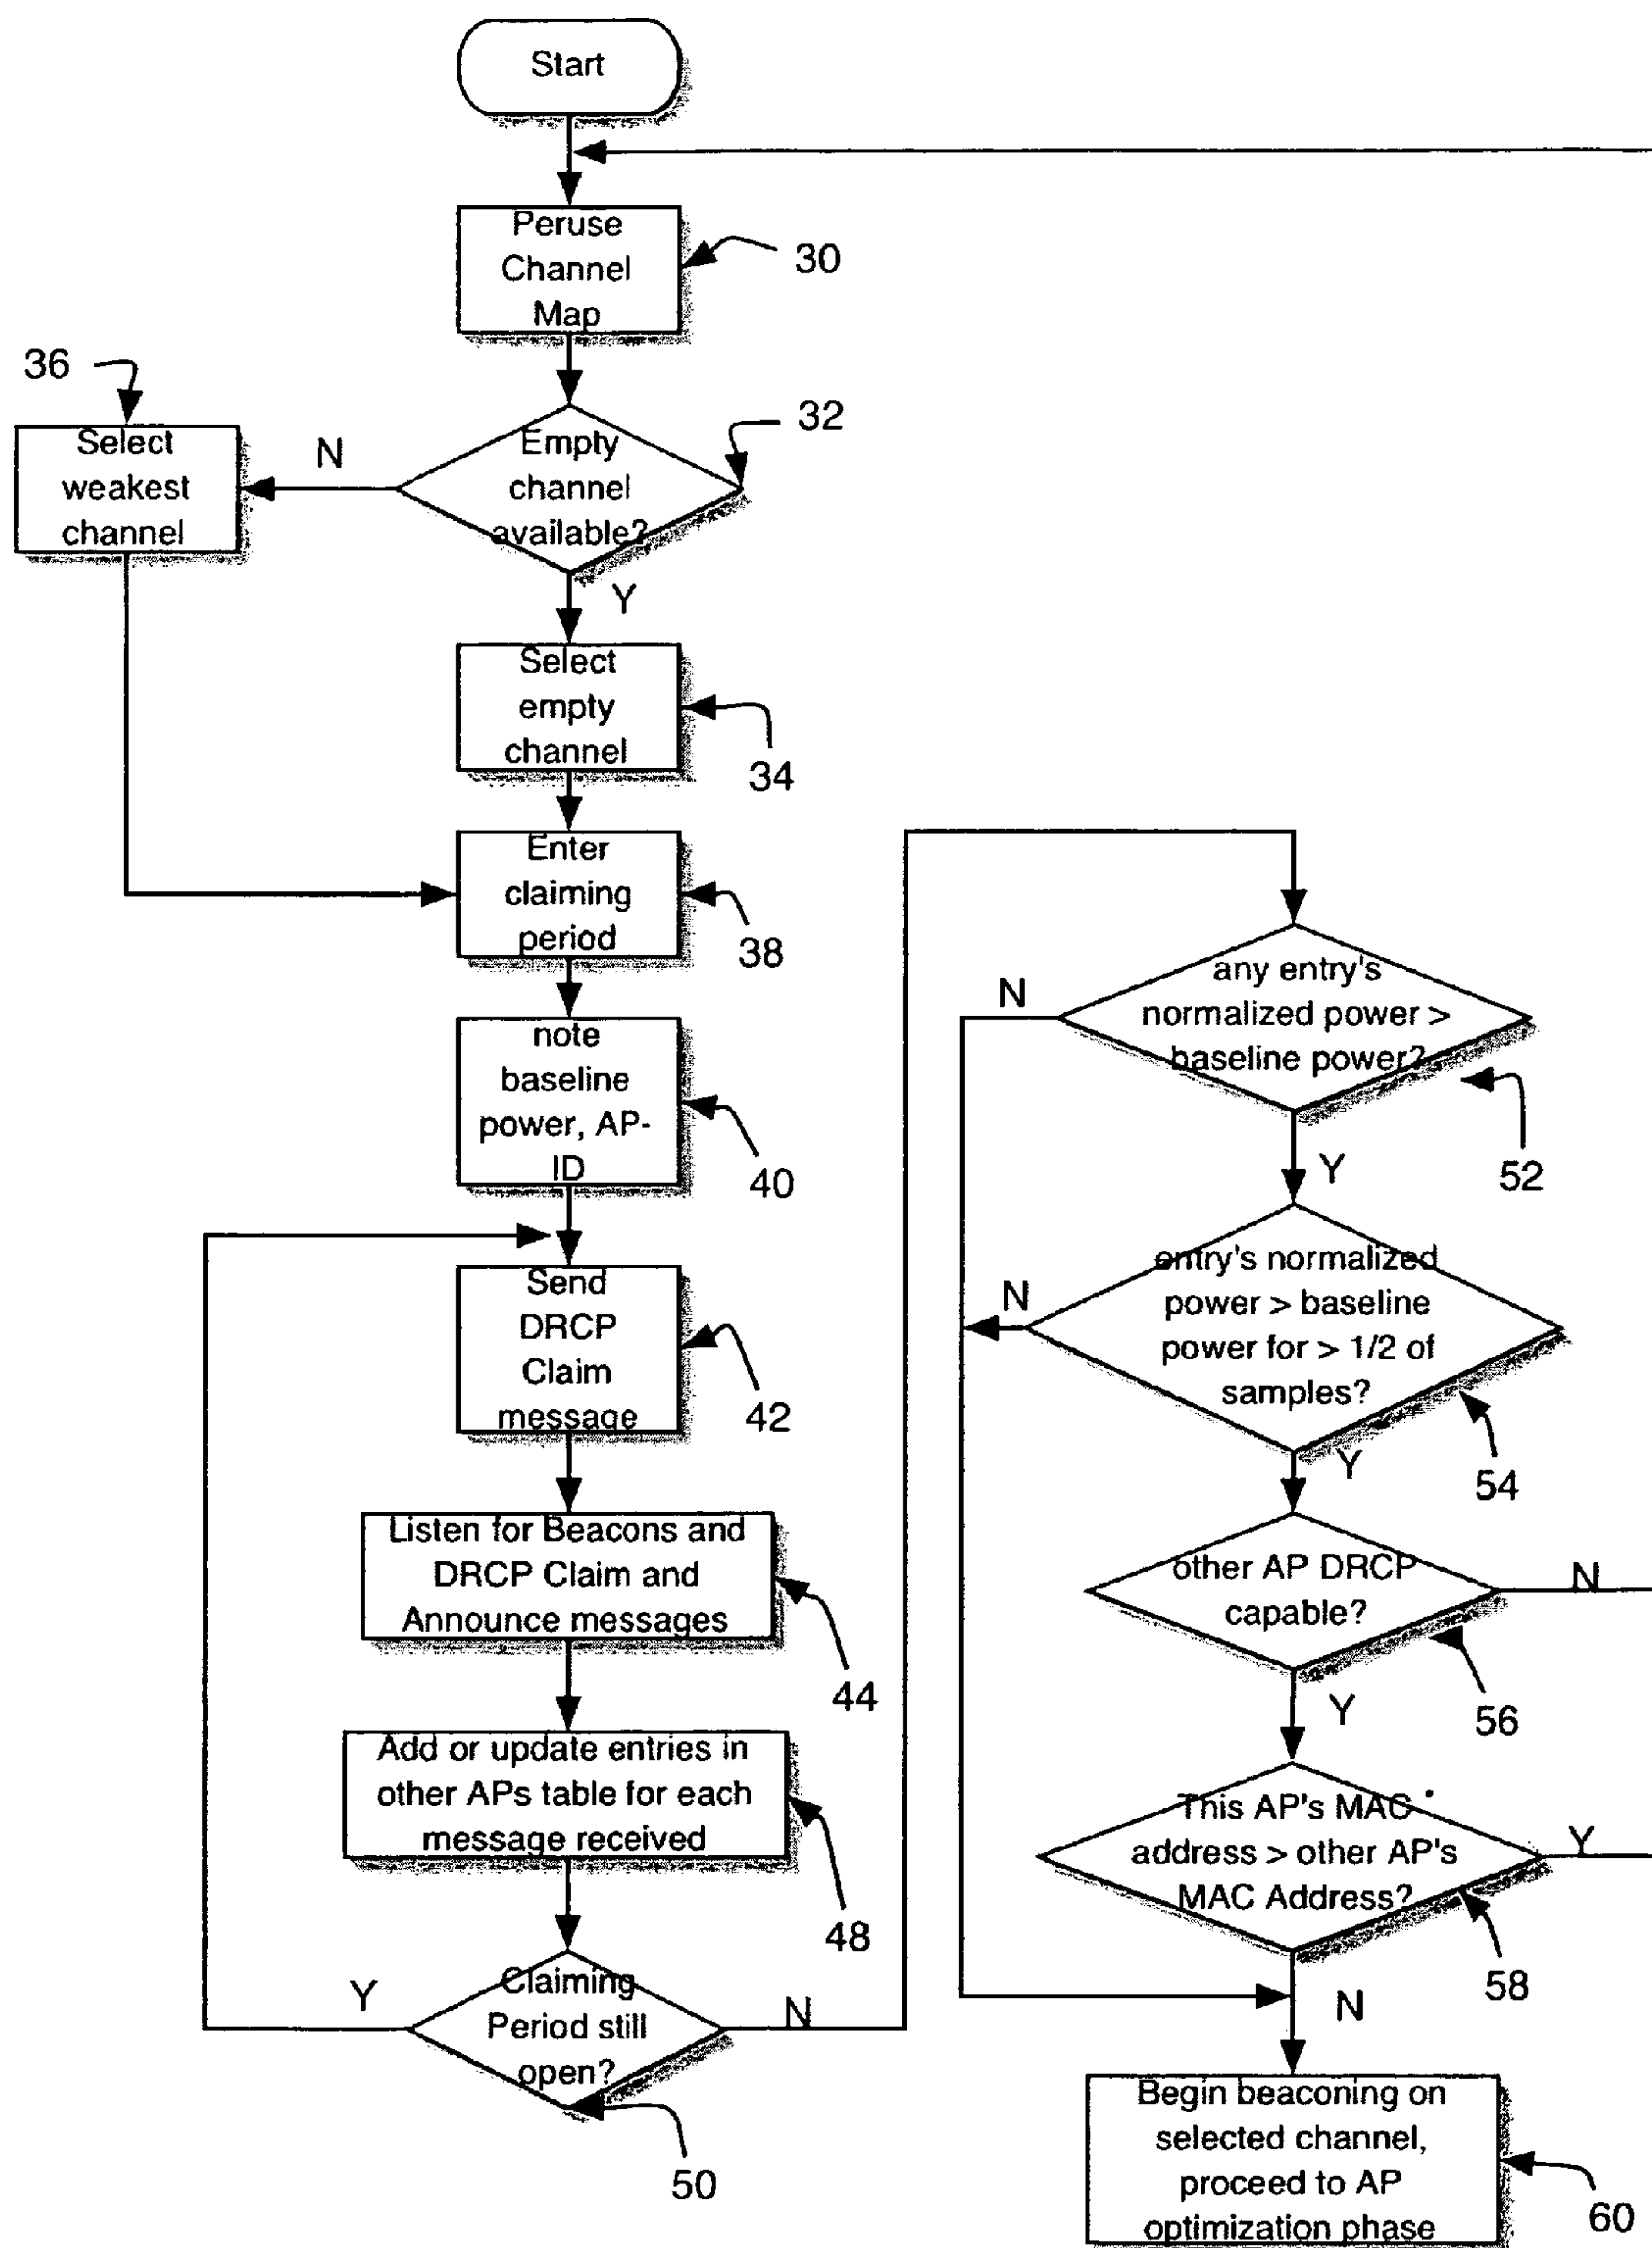 Start
Peruse
Channel
Map
30
36
Select
weakest
channel
N
Empty
channel
available?
32
Y
Select
empty
channel
34
Enter
claiming
period
38
note
baseline
power, AP-
ID
40
Send
DRCP
Claim
message
42
Listen for Beacons and
DRCP Claim and
Announce messages
44
Add or update entries in
other APs table for each
message received
48
Y
Claiming
Period still
open?
N
50
any entry's
normalized power >
baseline power?
N
52
Y
entry's normalized
power > baseline
power for > 1/2 of
samples?
N
54
Y
other AP DRCP
capable?
N
56
Y
This AP's MAC
address > other AP's
MAC Address?
Y
58
N
Begin beaconing on
selected channel,
proceed to AP
optimization phase
60